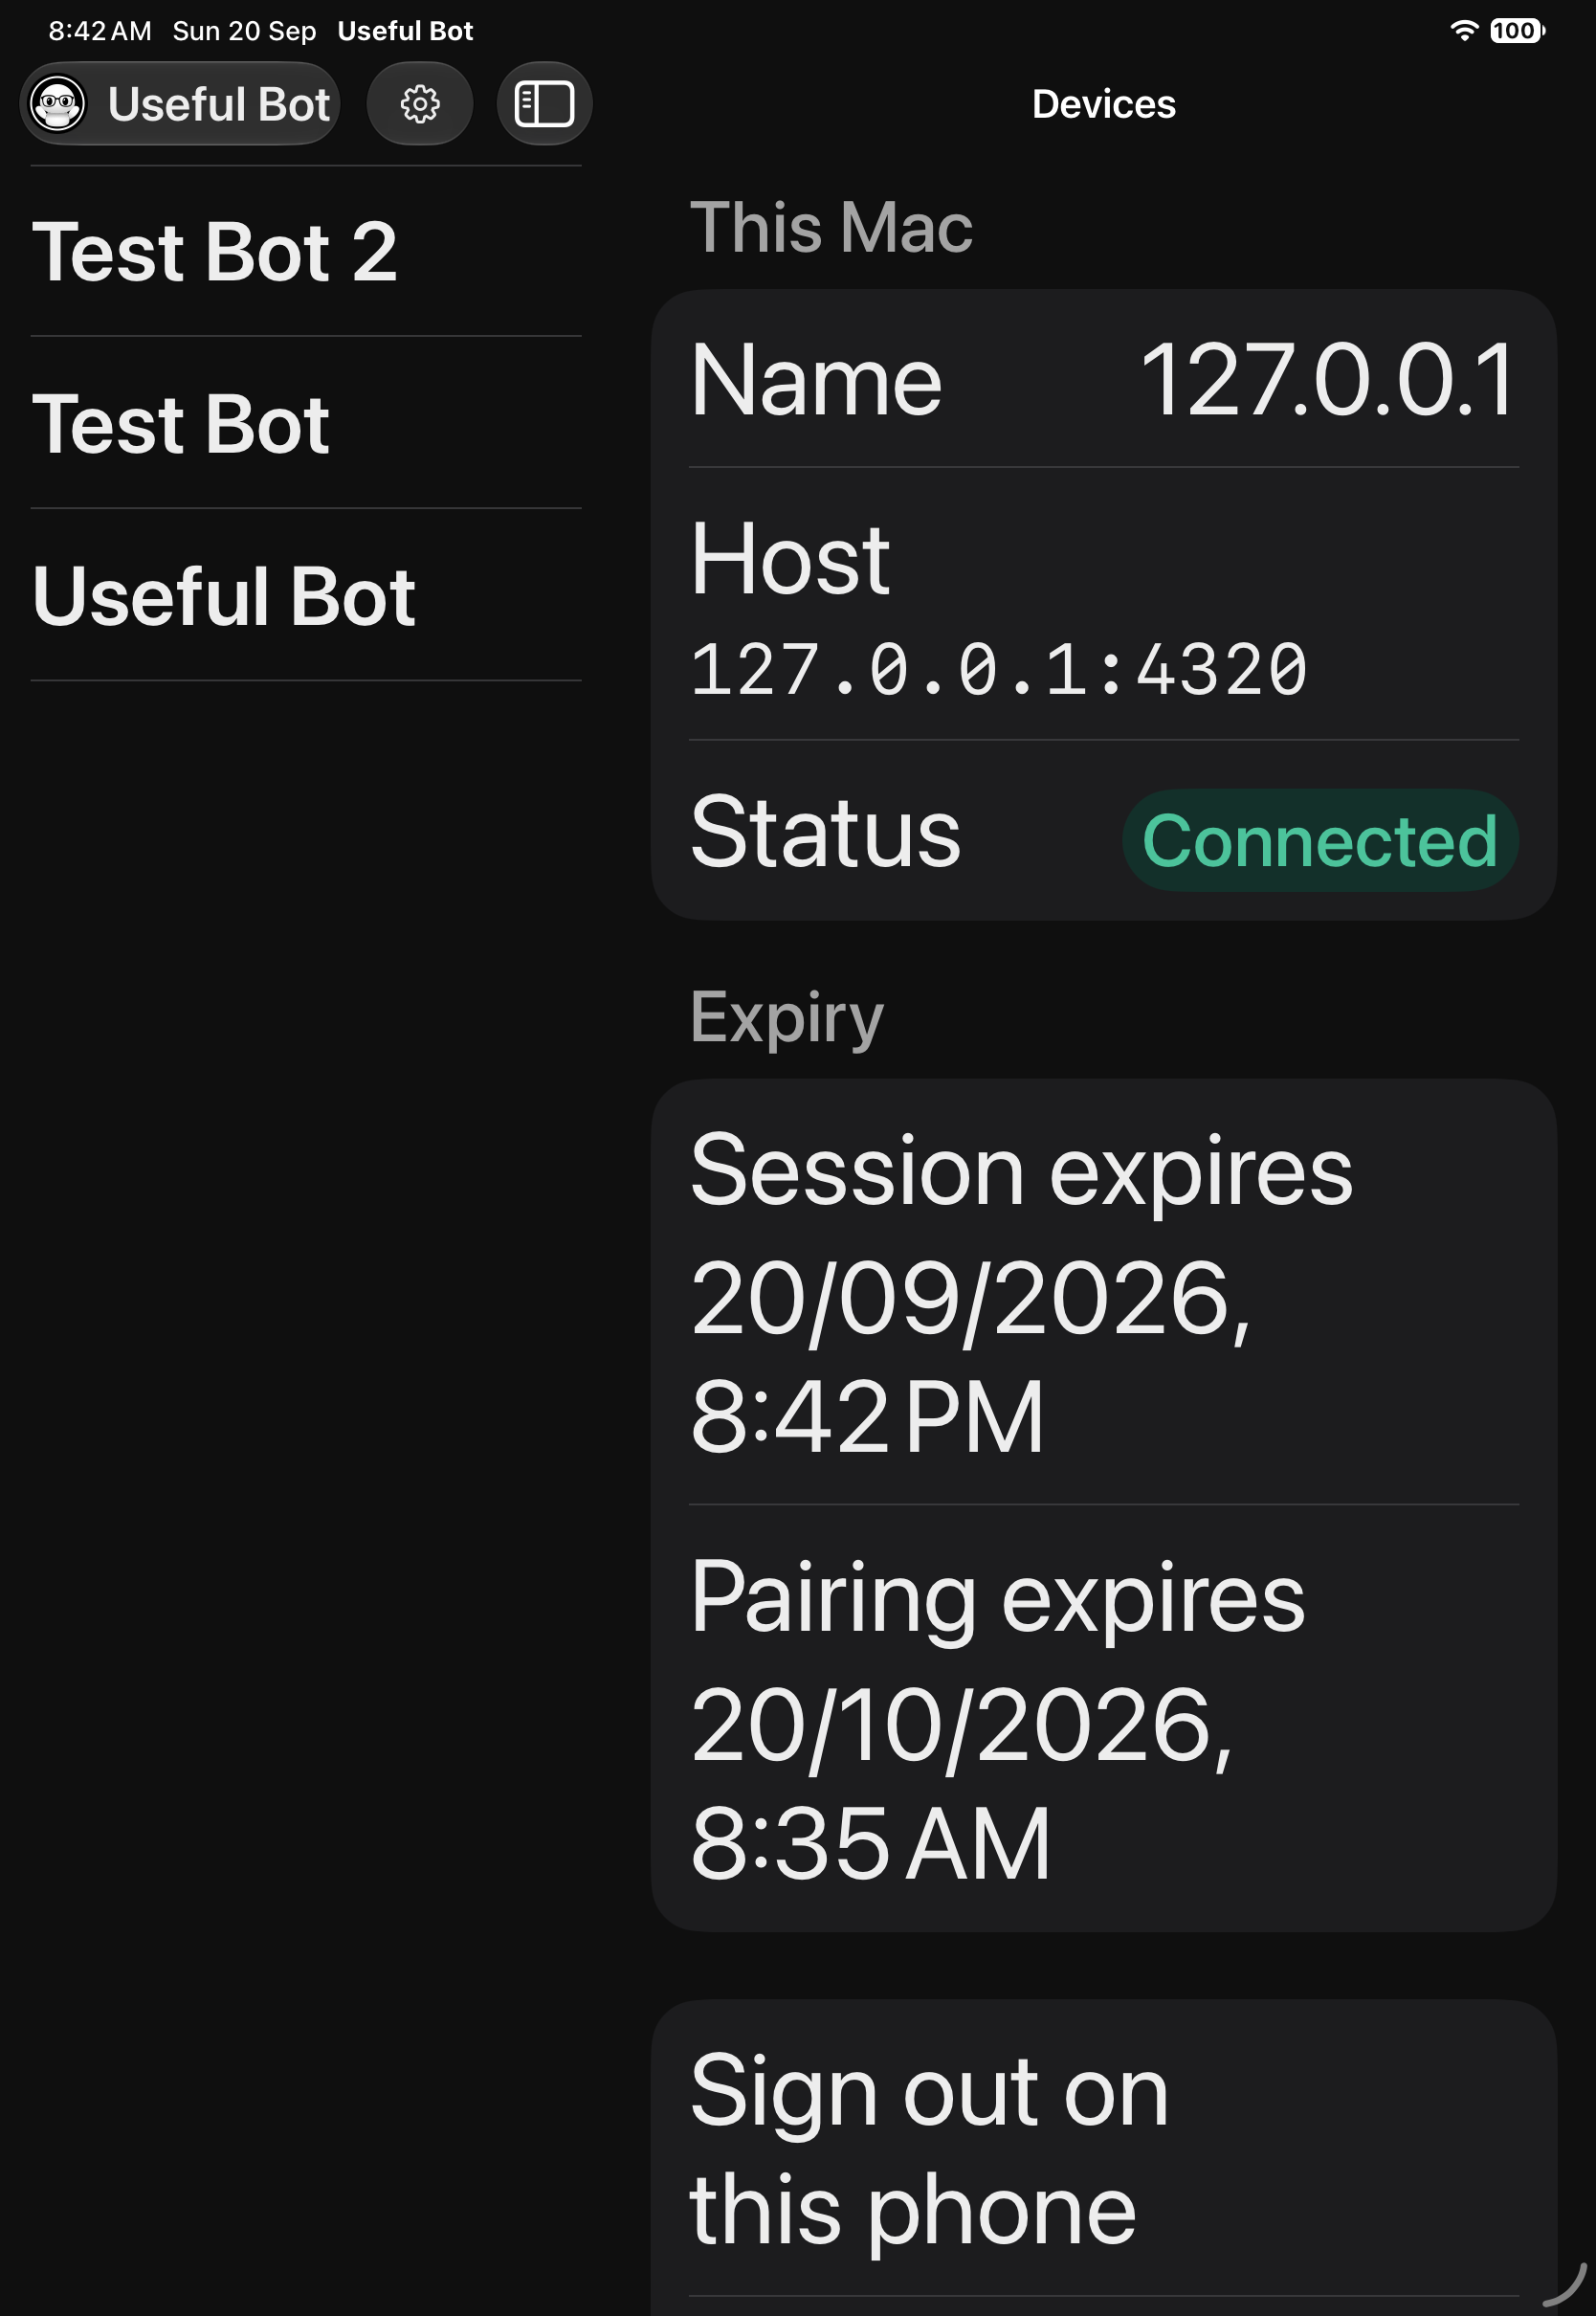 8:42 AM Sun 20 Sep Useful Bot
100
Useful Bot
Devices
Test Bot 2
Test Bot
Useful Bot
This Mac
Name 127.0.0.1
Host
127.0.0.1:4320
Status Connected
Expiry
Session expires
20/09/2026,
8:42 PM
Pairing expires
20/10/2026,
8:35 AM
Sign out on
this phone